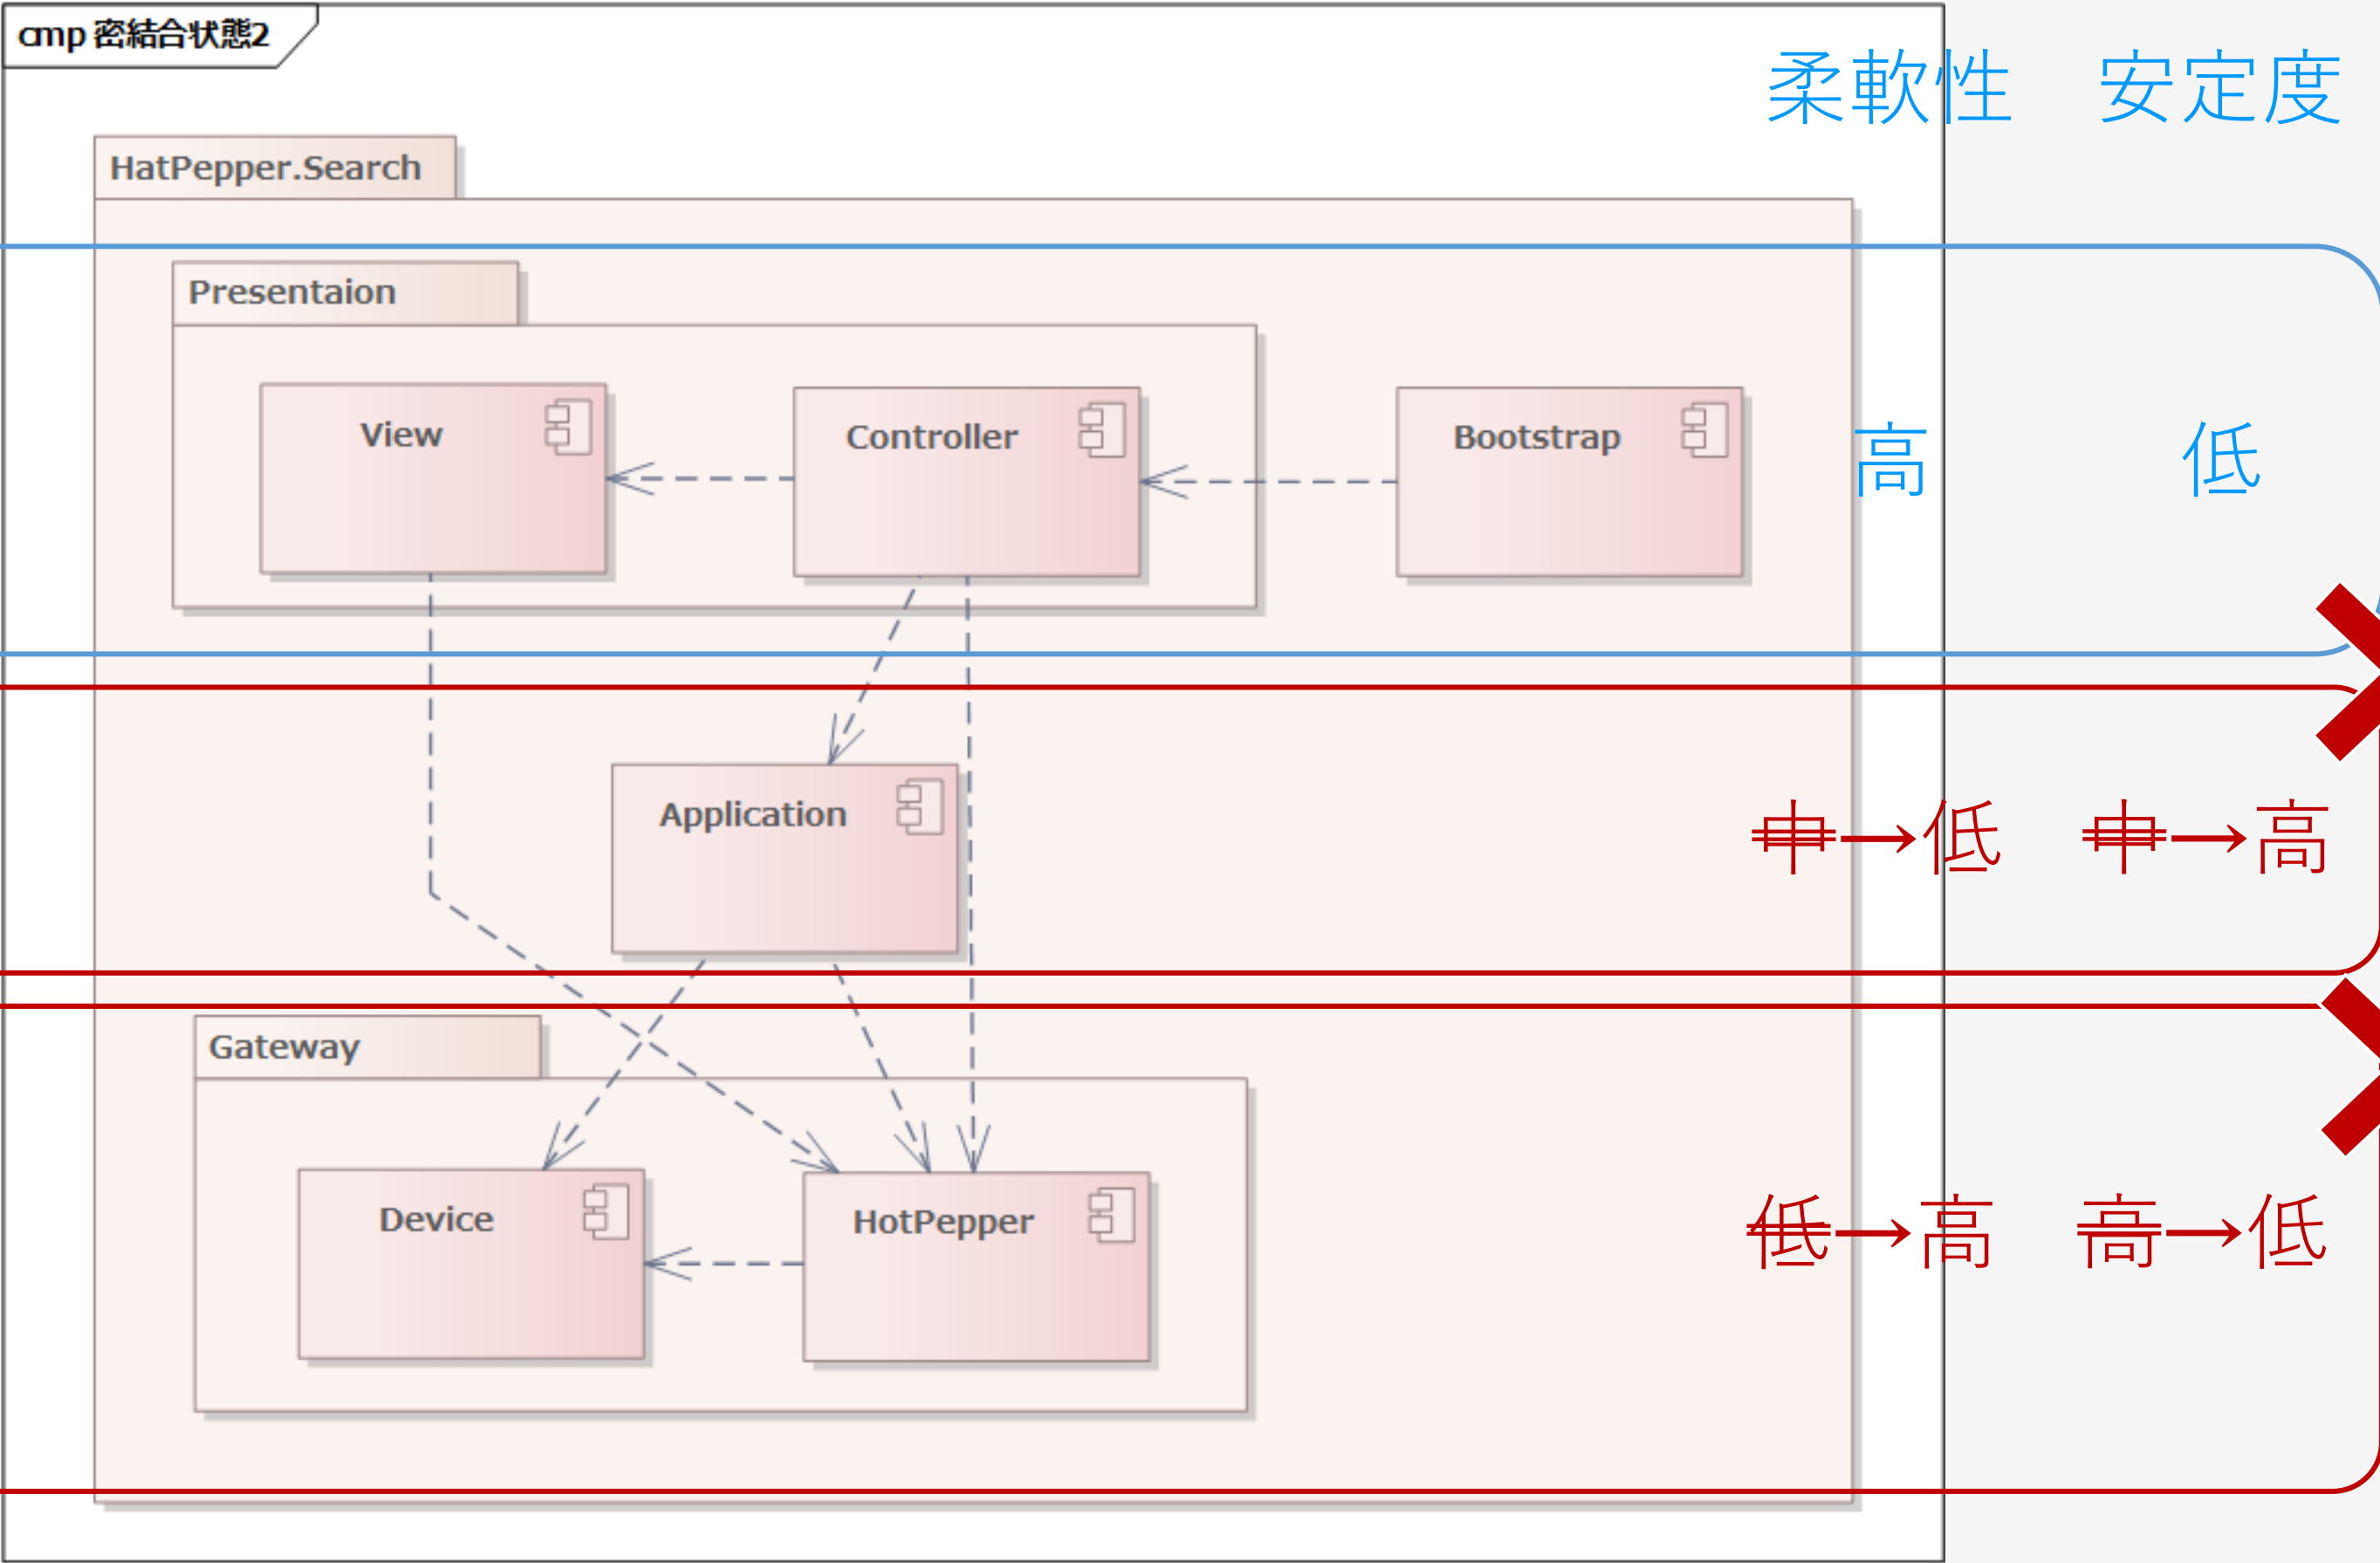 cmp 密結合状態2
柔軟性 安定度
HatPepper.Search
Presentaion
View
Controller
Bootstrap
高 低
Application
中→低 中→高
Gateway
Device
HotPepper
低→高 高→低